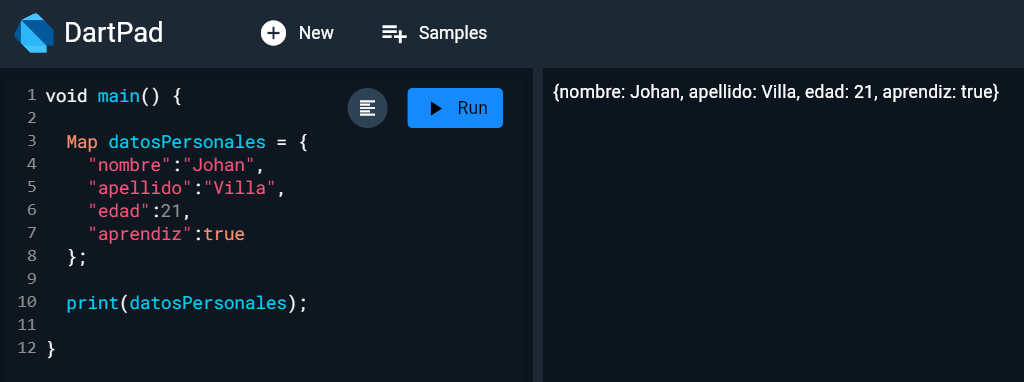 DartPad
New
Samples
Run
1 void main() {
2
3   Map datosPersonales = {
4     "nombre":"Johan",
5     "apellido":"Villa",
6     "edad":21,
7     "aprendiz":true
8   };
9
10   print(datosPersonales);
11
12 }
{nombre: Johan, apellido: Villa, edad: 21, aprendiz: true}